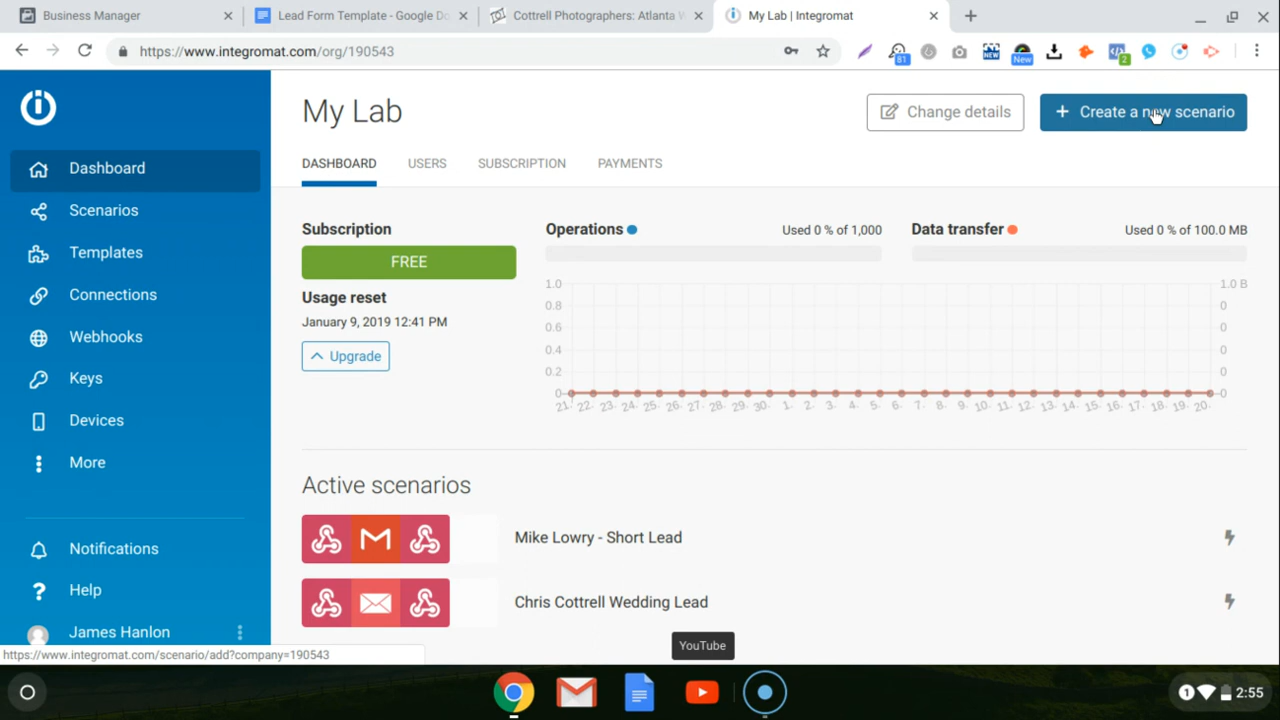 Business Manager
Lead Form Template - Google Do
Cottrell Photographers: Atlanta W
My Lab | Integromat
https://www.integromat.com/org/190543
81
New
NEW
2
My Lab
Change details
+ Create a new scenario
Dashboard
Scenarios
Templates
Connections
Webhooks
Keys
Devices
More
Notifications
Help
James Hanlon
DASHBOARD
USERS
SUBSCRIPTION
PAYMENTS
Subscription
FREE
Usage reset
January 9, 2019 12:41 PM
Upgrade
Operations
Used 0 % of 1,000
Data transfer
Used 0 % of 100.0 MB
1.0
0.8
0.6
0.4
0.2
0
1.0 B
0
0
0
0
0
21. 22. 23. 24. 25. 26. 27. 28. 29. 30. 1. 2. 3. 4. 5. 6. 7. 8. 9. 10. 11. 12. 13. 14. 15. 16. 17. 18. 19. 20.
Active scenarios
Mike Lowry - Short Lead
Chris Cottrell Wedding Lead
YouTube
https://www.integromat.com/scenario/add?company=190543
1
2:55